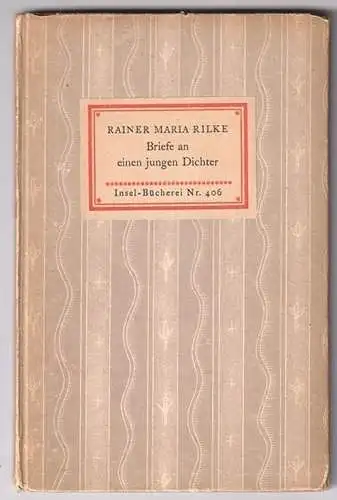 RAINER MARIA RILKE
Briefe an
einen jungen Dichter
Insel-Bücherei Nr. 406